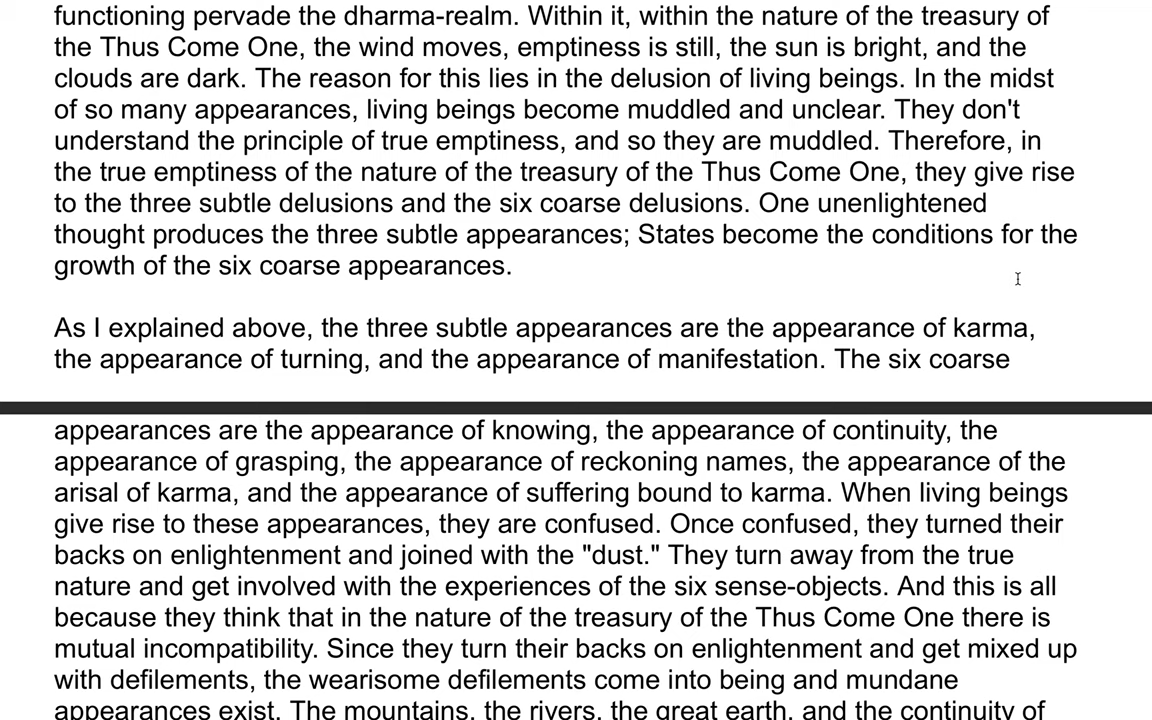 functioning pervade the dharma-realm. Within it, within the nature of the treasury of
the Thus Come One, the wind moves, emptiness is still, the sun is bright, and the
clouds are dark. The reason for this lies in the delusion of living beings. In the midst
of so many appearances, living beings become muddled and unclear. They don't
understand the principle of true emptiness, and so they are muddled. Therefore, in
the true emptiness of the nature of the treasury of the Thus Come One, they give rise
to the three subtle delusions and the six coarse delusions. One unenlightened
thought produces the three subtle appearances; States become the conditions for the
growth of the six coarse appearances.
As I explained above, the three subtle appearances are the appearance of karma,
the appearance of turning, and the appearance of manifestation. The six coarse
appearances are the appearance of knowing, the appearance of continuity, the
appearance of grasping, the appearance of reckoning names, the appearance of the
arisal of karma, and the appearance of suffering bound to karma. When living beings
give rise to these appearances, they are confused. Once confused, they turned their
backs on enlightenment and joined with the "dust." They turn away from the true
nature and get involved with the experiences of the six sense-objects. And this is all
because they think that in the nature of the treasury of the Thus Come One there is
mutual incompatibility. Since they turn their backs on enlightenment and get mixed up
with defilements, the wearisome defilements come into being and mundane
appearances exist. The mountains, the rivers, the great earth, and the continuity of